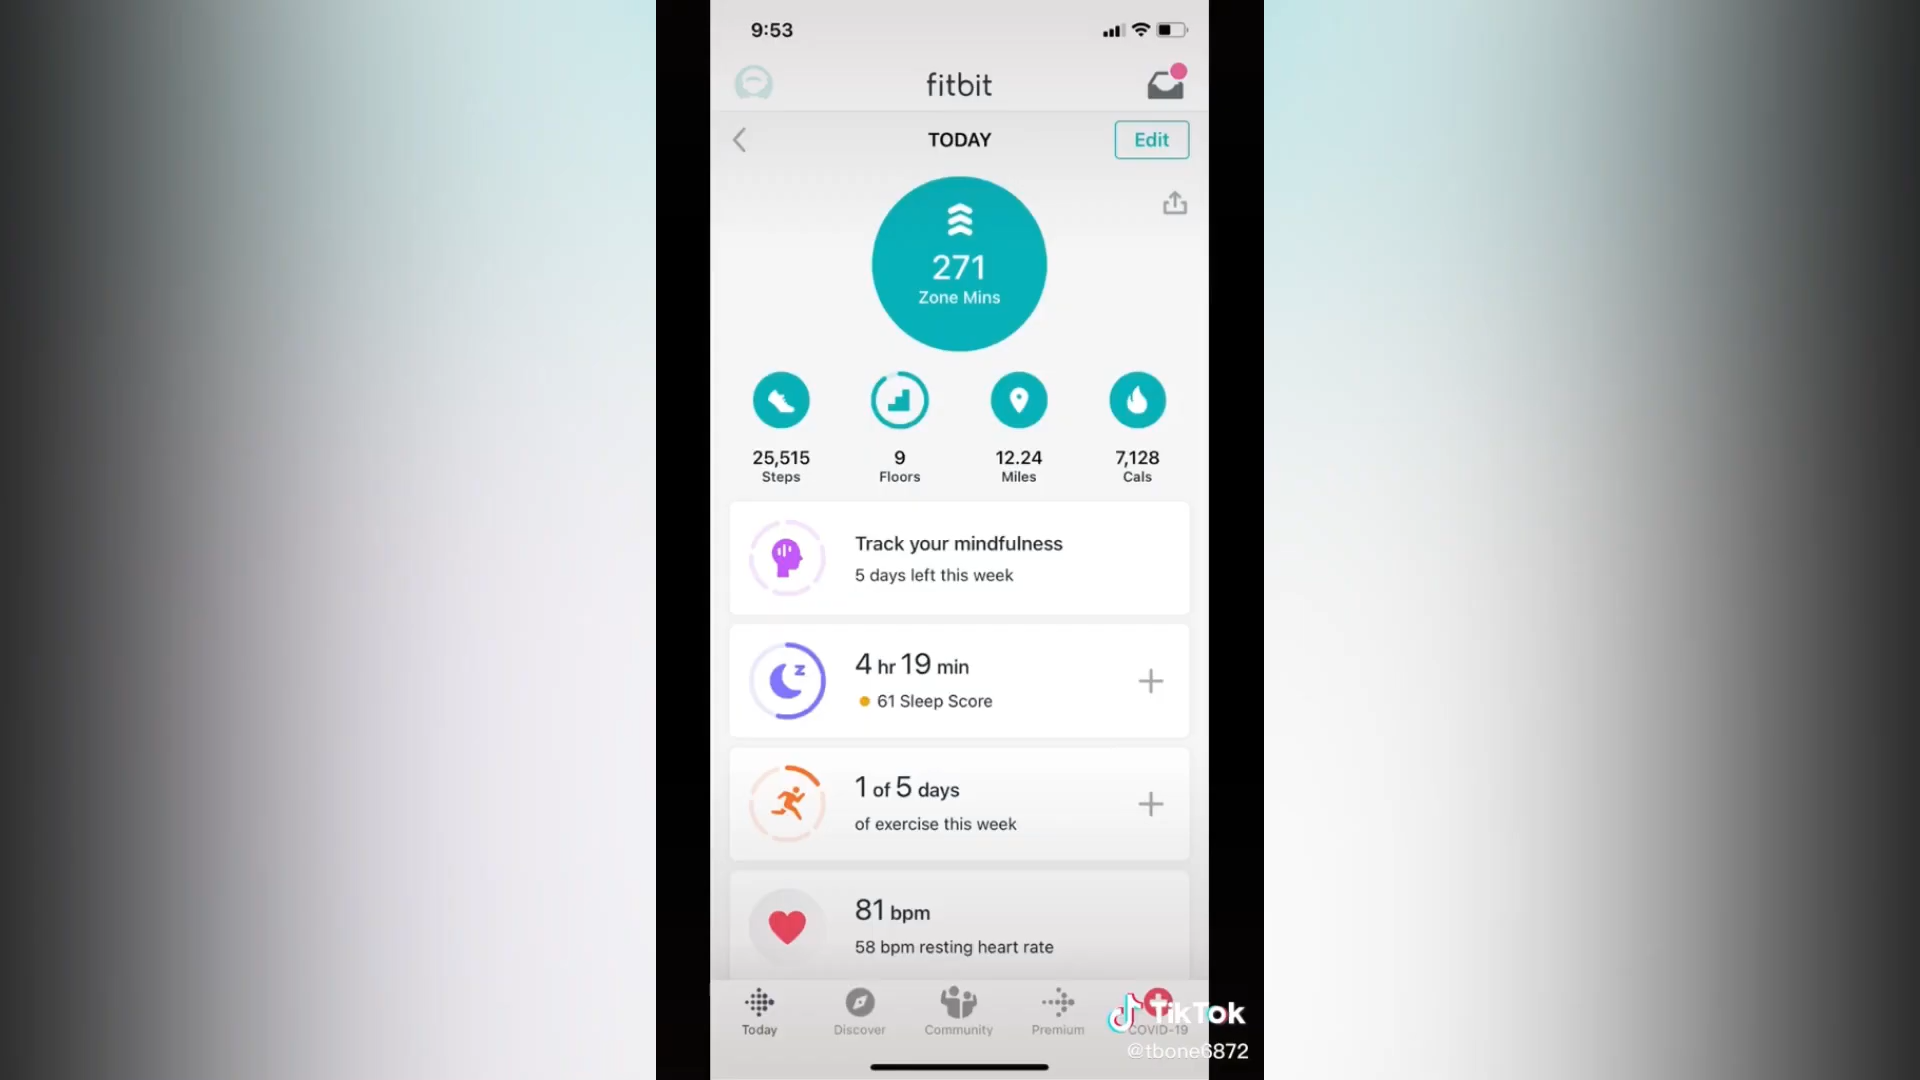 9:53
fitbit
TODAY
Edit
271
Zone Mins
25,515
Steps
9
Floors
12.24
Miles
7,128
Cals
Track your mindfulness
5 days left this week
4 hr 19 min
61 Sleep Score
1 of 5 days
of exercise this week
81 bpm
58 bpm resting heart rate
Today
Discover
Community
Premium
COVID-19
TikTok
@tbone6872